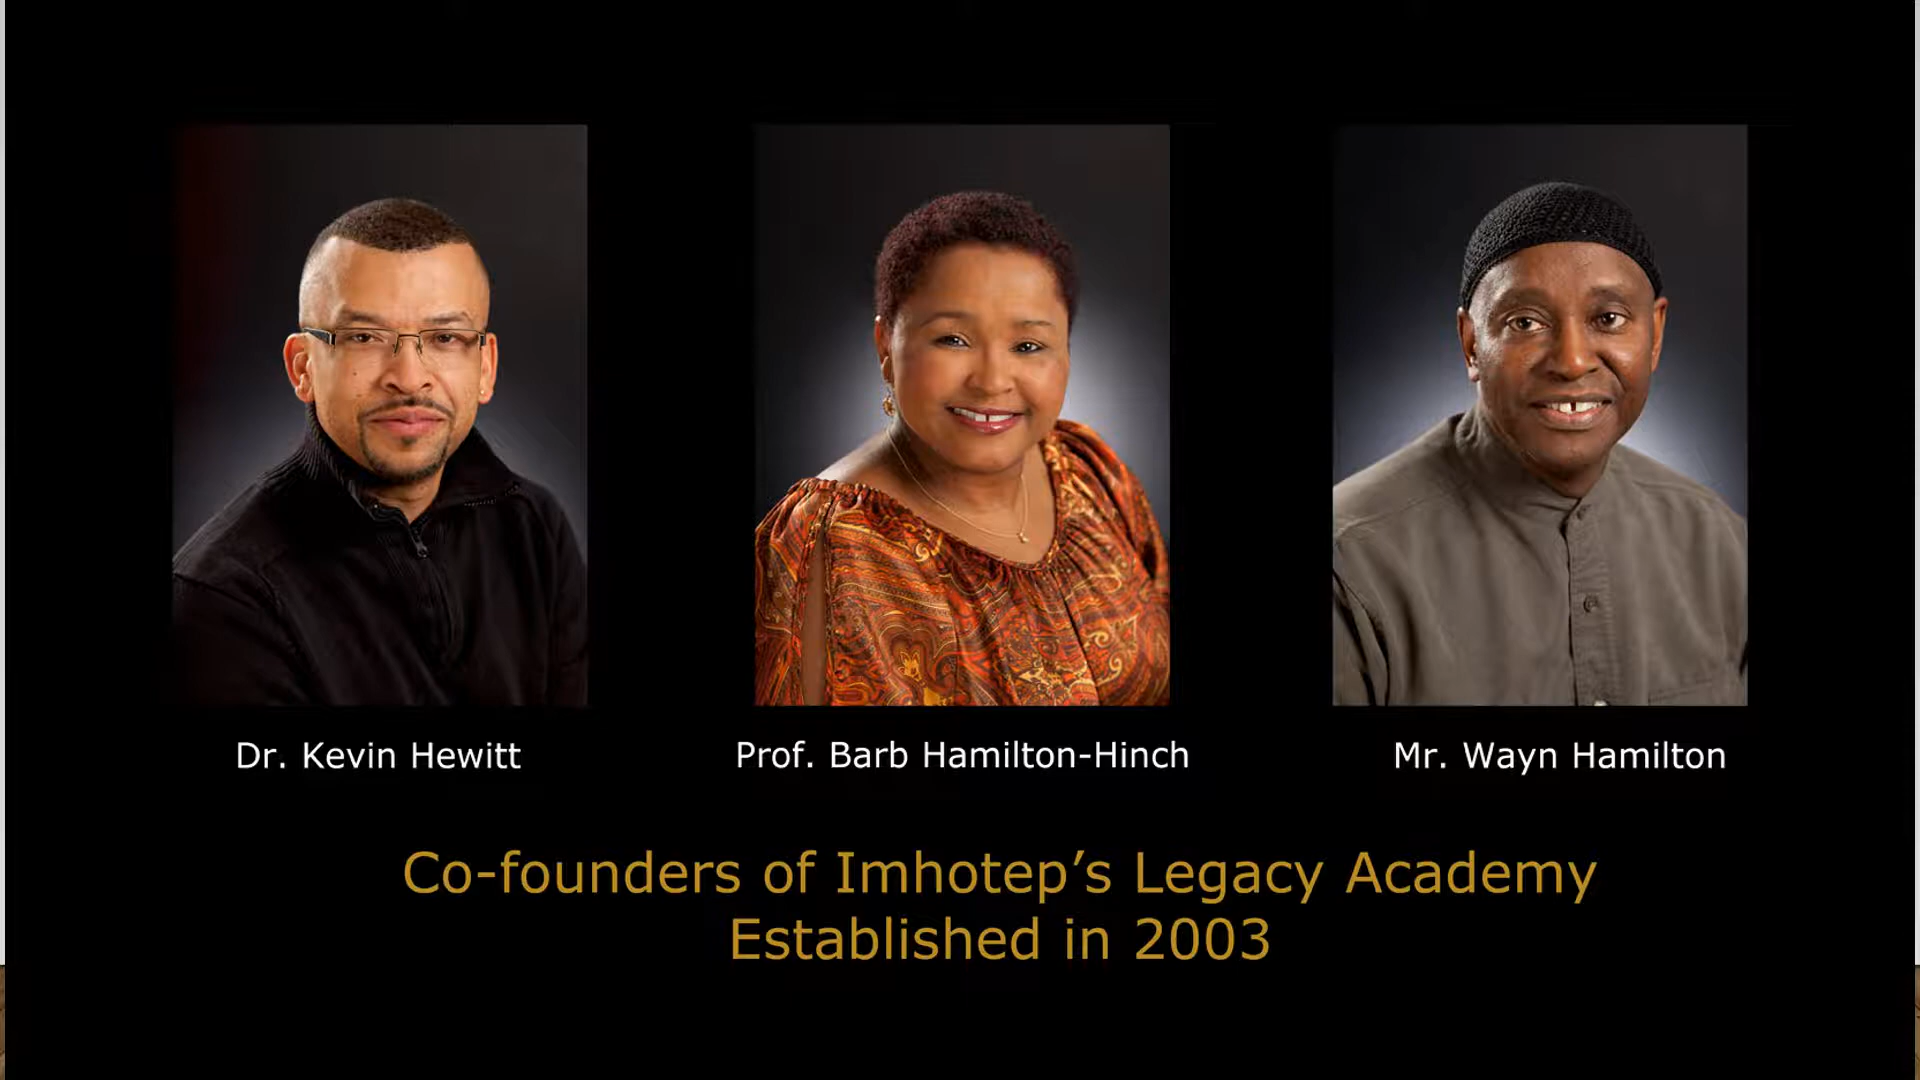 Dr. Kevin Hewitt
Prof. Barb Hamilton-Hinch
Mr. Wayn Hamilton
Co-founders of Imhotep’s Legacy Academy
Established in 2003